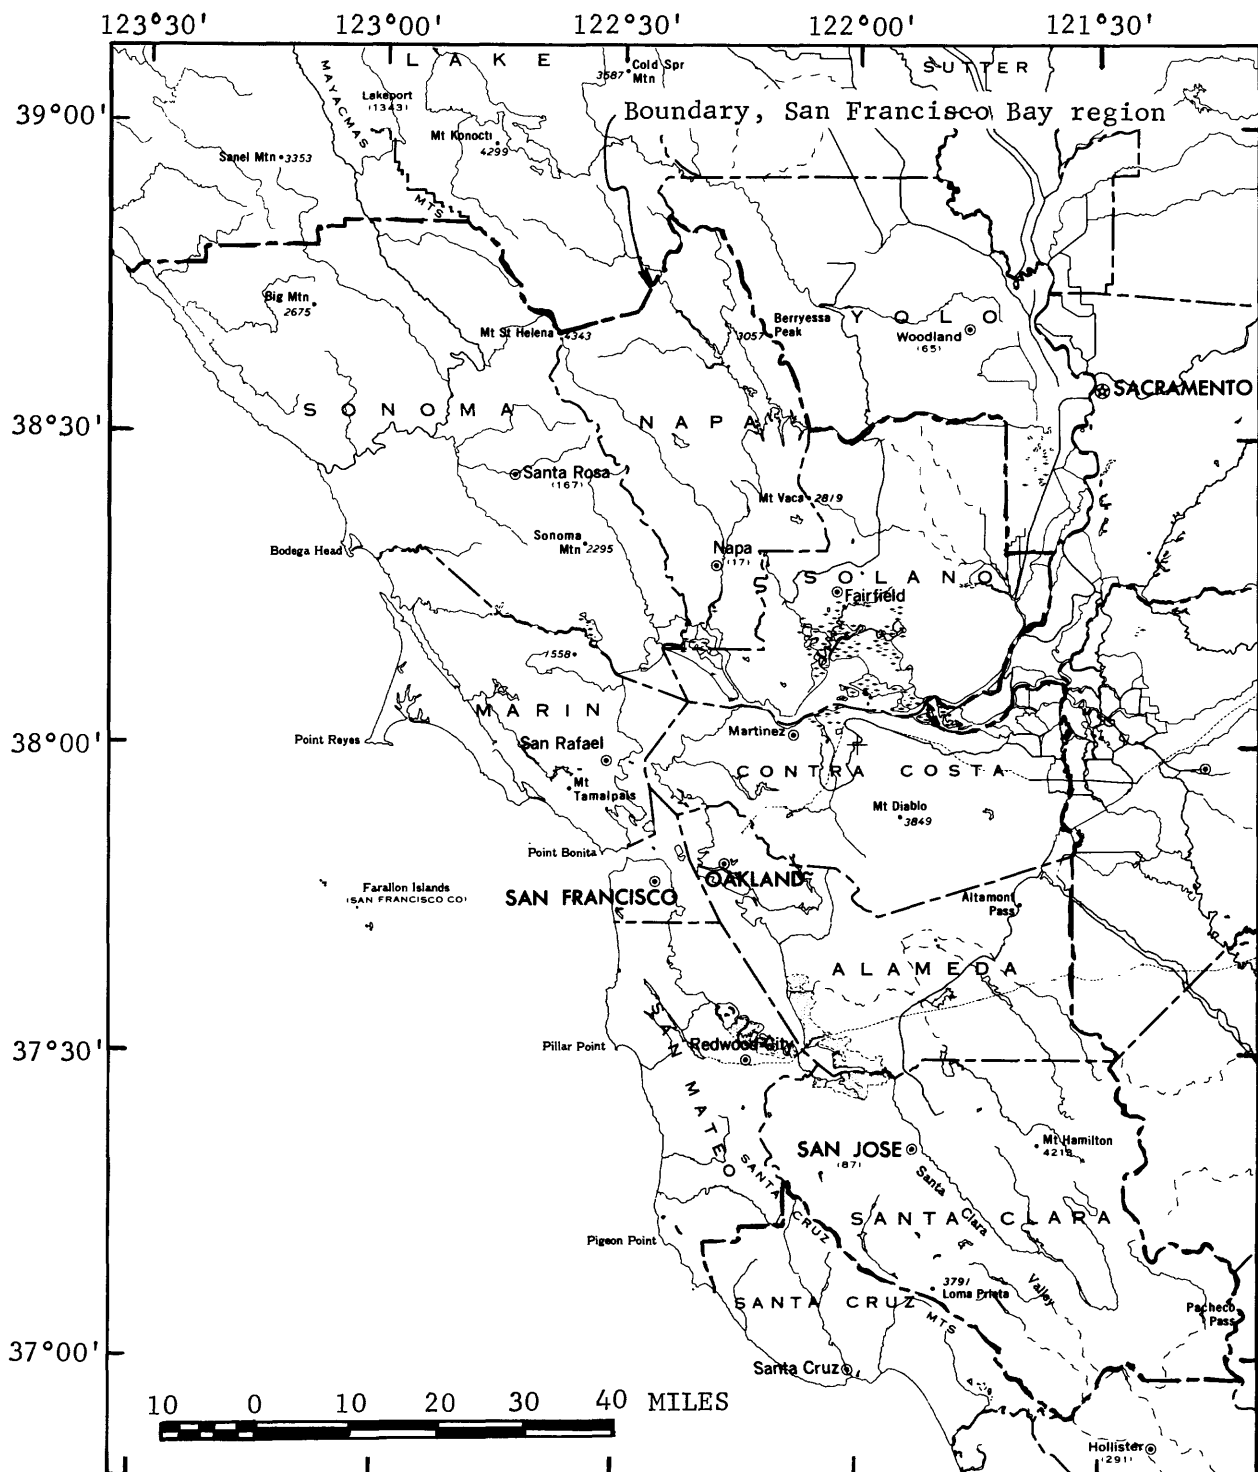 123°30' 123°00' 122°30' 122°00' 121°30'
LAKE
3587 Cold Spr
Mtn
SUTTER
MAYACMAS
Lakeport
(1343)
39°00'
Boundary, San Francisco Bay region
Mt Konocti
4299
Sanel Mtn 3353
MTS
Big Mtn
2675
Mt St Helena 4343
3057
Berryessa
Peak
YOLO
Woodland
(65)
SACRAMENTO
SONOMA
NAPA
38°30'
Santa Rosa
(167)
Mt Vaca 2819
Sonoma
Mtn 2295
Bodega Head
Napa
(17)
SOLANO
Fairfield
1558
MARIN
Martinez
38°00'
Point Reyes
San Rafael
CONTRA COSTA
Mt
Tamalpais
Mt Diablo
3849
Point Bonita
OAKLAND
Farallon Islands
(SAN FRANCISCO CO)
SAN FRANCISCO
Altamont
Pass
ALAMEDA
SAN MATEO
37°30'
Pillar Point
Redwood City
Mt Hamilton
4213
SAN JOSE
(87)
SANTA CRUZ MTS
Santa Clara Valley
SANTA CLARA
Pigeon Point
3791
Loma Prieta
SANTA CRUZ
Pacheco
Pass
37°00'
Santa Cruz
10 0 10 20 30 40 MILES
Hollister
(291)